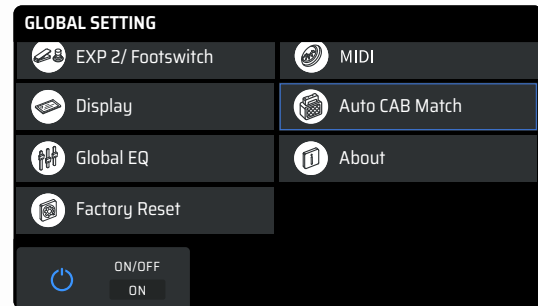 GLOBAL SETTING
EXP 2/ Footswitch
MIDI
Display
Auto CAB Match
Global EQ
About
Factory Reset
ON/OFF
ON